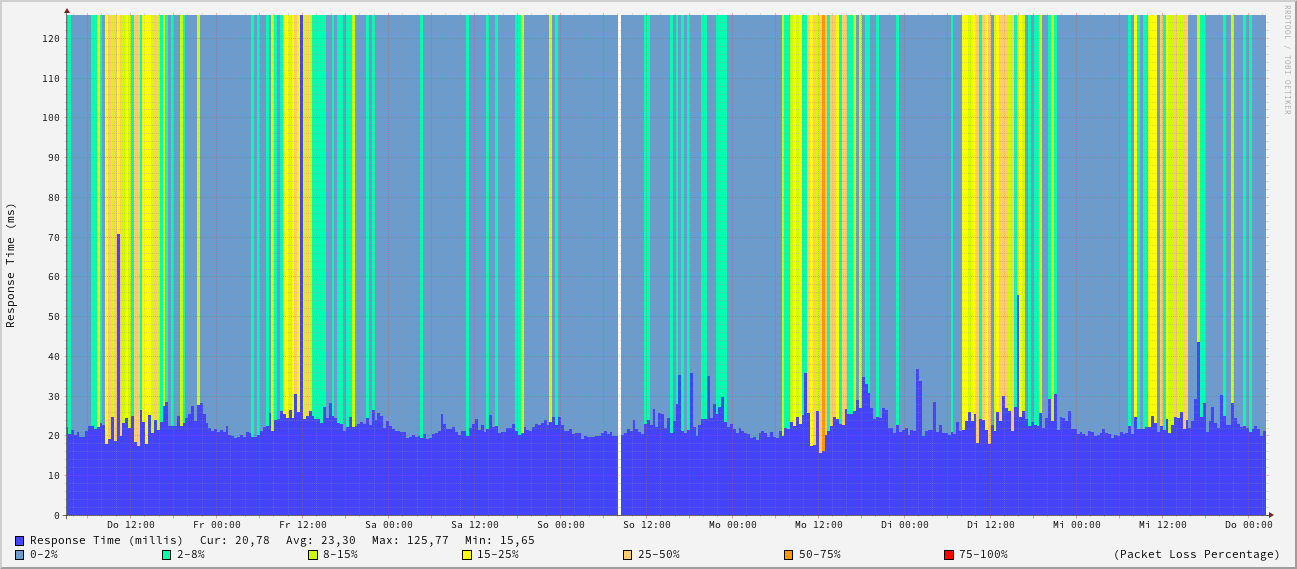 RRDTOOL / TOBI OETIKER
Response Time (ms)
120
110
100
90
80
70
60
50
40
30
20
10
0
Do 12:00 Fr 00:00 Fr 12:00 Sa 00:00 Sa 12:00 So 00:00 So 12:00 Mo 00:00 Mo 12:00 Di 00:00 Di 12:00 Mi 00:00 Mi 12:00 Do 00:00
Response Time (millis) Cur: 20,78 Avg: 23,30 Max: 125,77 Min: 15,65
0-2% 2-8% 8-15% 15-25% 25-50% 50-75% 75-100% (Packet Loss Percentage)